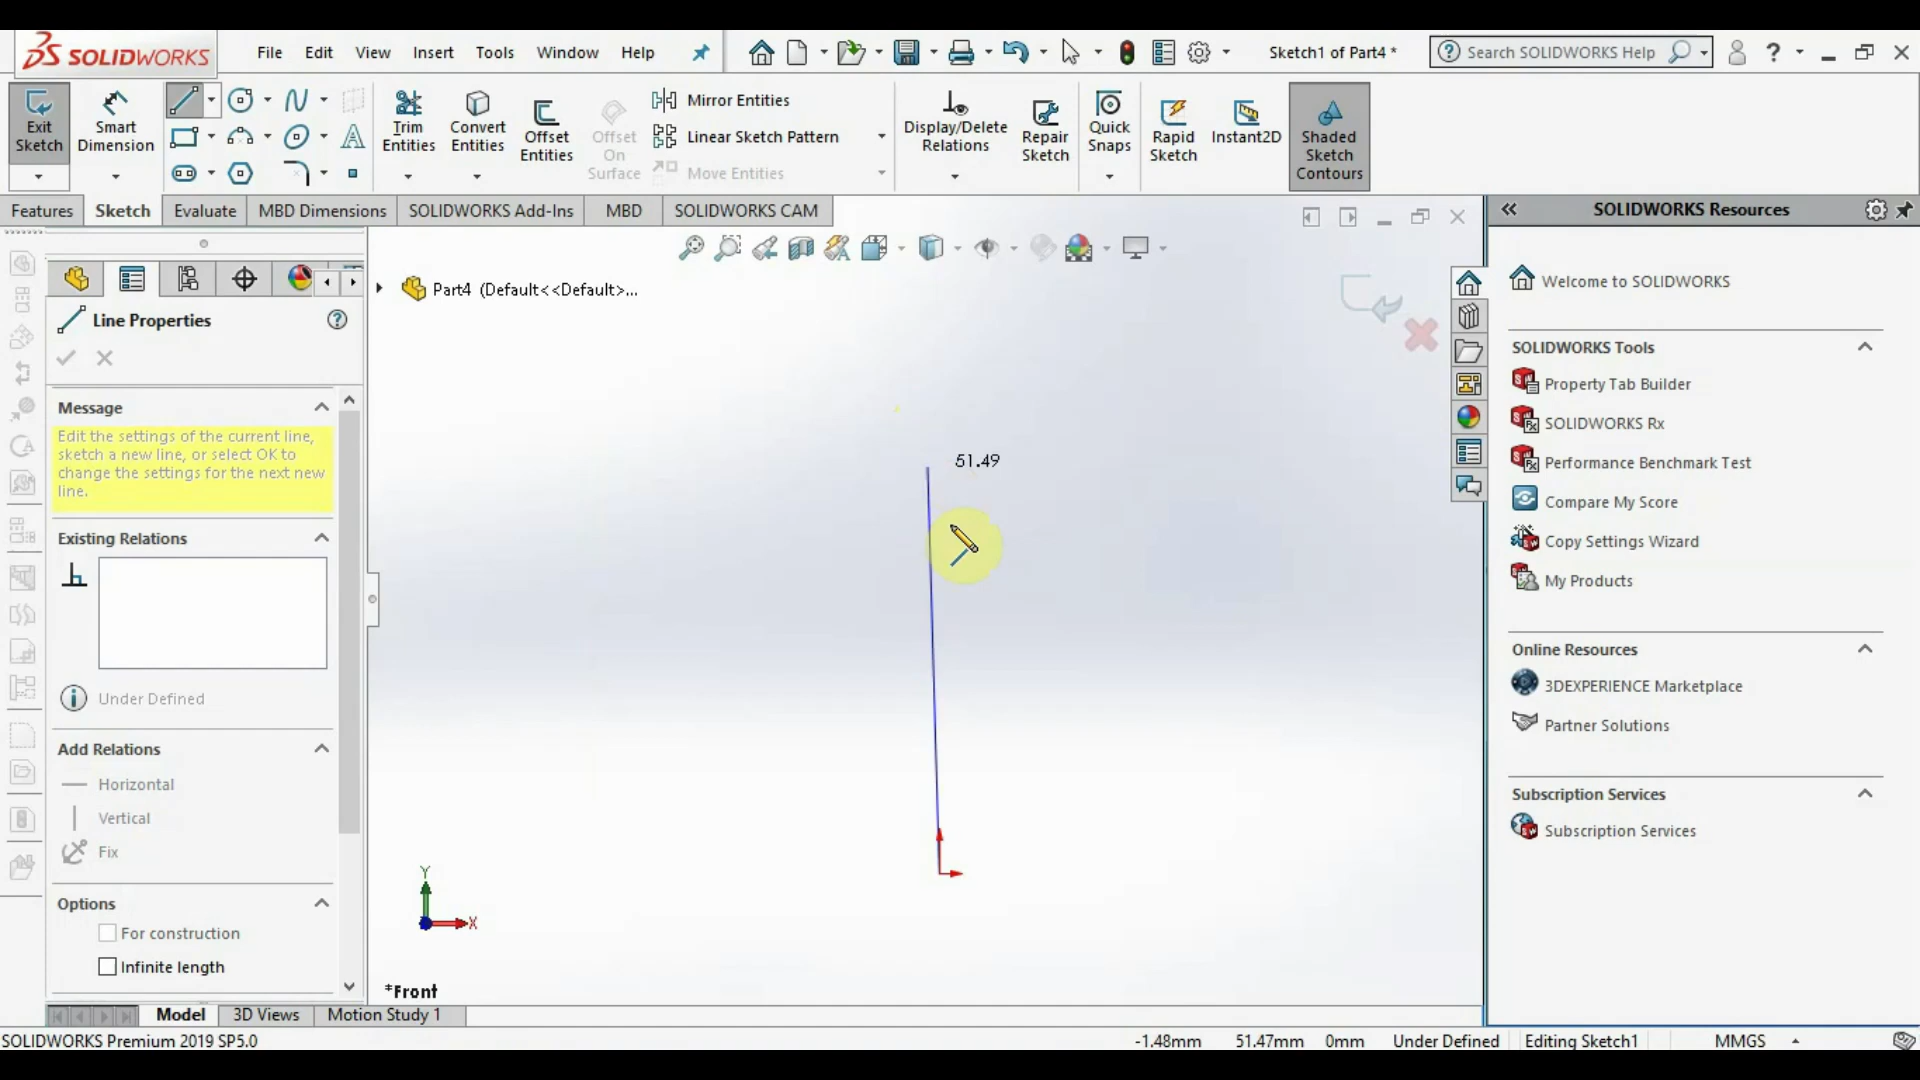 SOLIDWORKS
File Edit View Insert Tools Window Help
Sketch1 of Part4 *
Search SOLIDWORKS Help
?
Exit Sketch
Smart Dimension
Trim Entities
Convert Entities
Offset Entities
Offset On Surface
Mirror Entities
Linear Sketch Pattern
Move Entities
Display/Delete Relations
Repair Sketch
Quick Snaps
Rapid Sketch
Instant2D
Shaded Sketch Contours
Features Sketch Evaluate MBD Dimensions SOLIDWORKS Add-Ins MBD SOLIDWORKS CAM
Part4 (Default<<Default>...
Line Properties
Message
Edit the settings of the current line,
sketch a new line, or select OK to
change the settings for the next new
line.
Existing Relations
Under Defined
Add Relations
Horizontal
Vertical
Fix
Options
For construction
Infinite length
51.49
Y
X
*Front
SOLIDWORKS Resources
Welcome to SOLIDWORKS
SOLIDWORKS Tools
Property Tab Builder
SOLIDWORKS Rx
Performance Benchmark Test
Compare My Score
Copy Settings Wizard
My Products
Online Resources
3DEXPERIENCE Marketplace
Partner Solutions
Subscription Services
Subscription Services
Model 3D Views Motion Study 1
SOLIDWORKS Premium 2019 SP5.0
-1.48mm 51.47mm 0mm Under Defined Editing Sketch1 MMGS